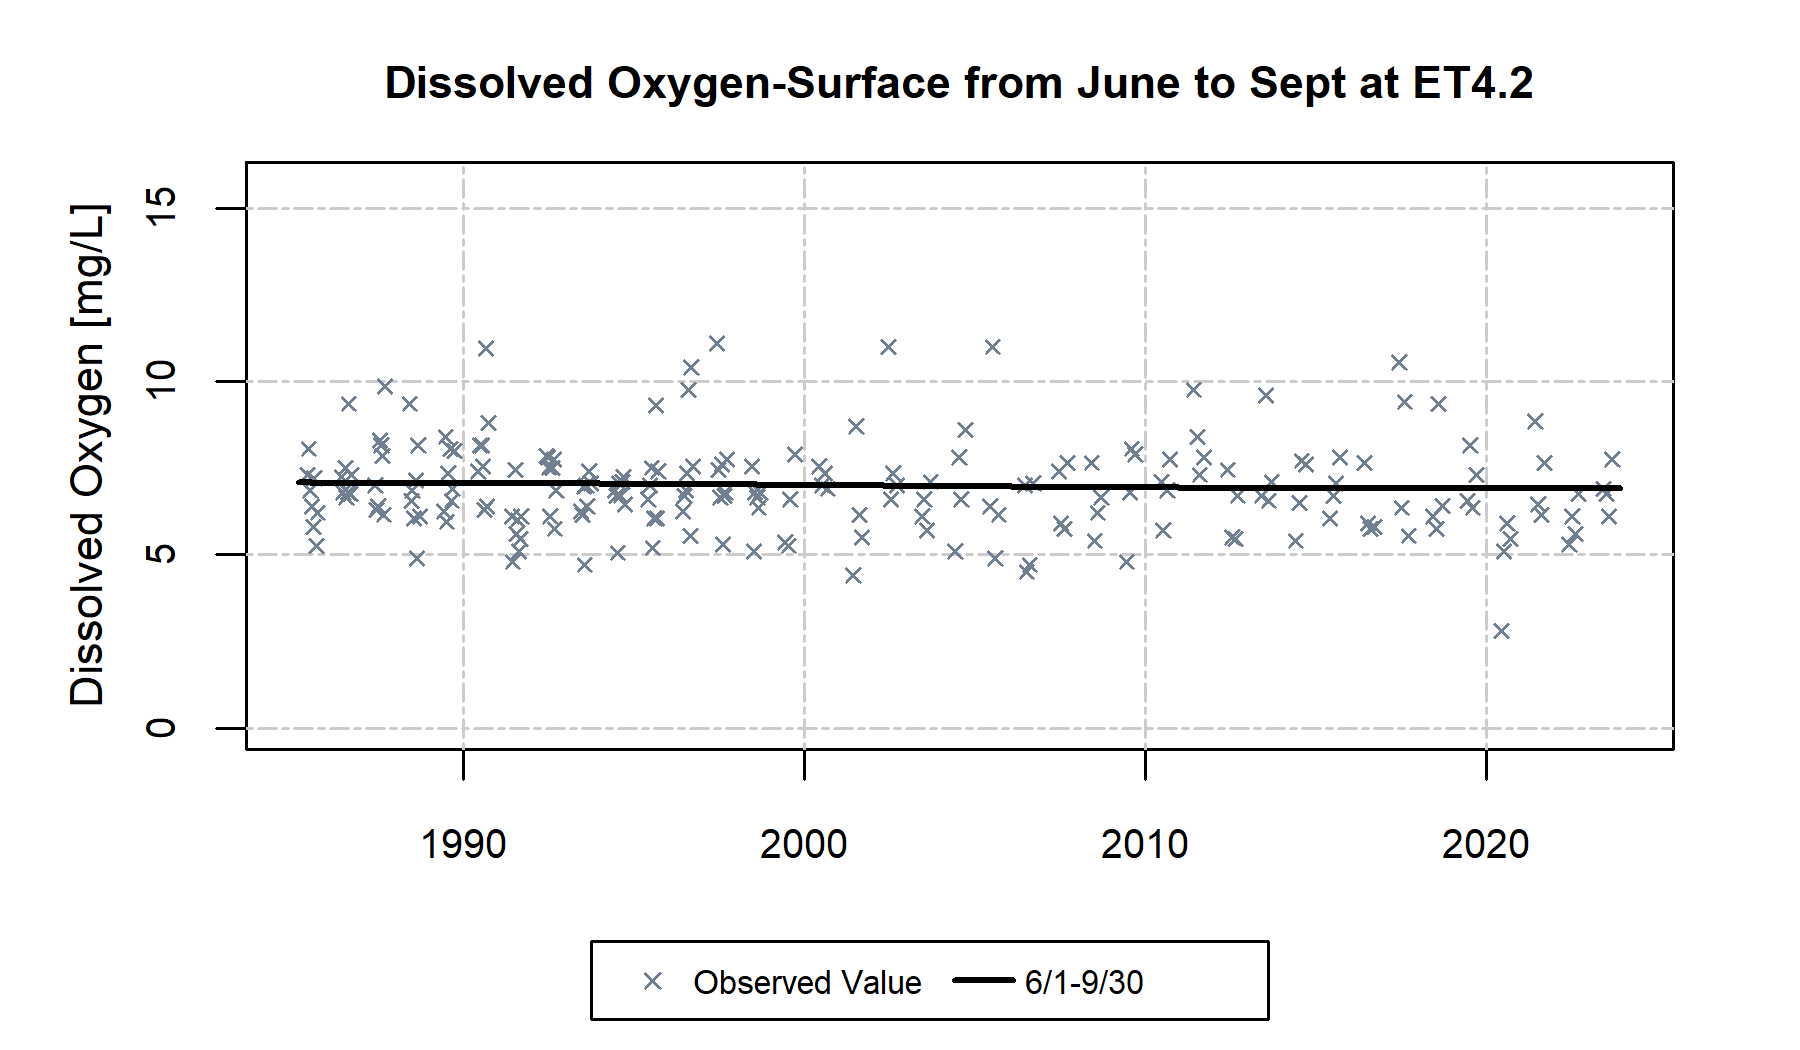 Dissolved Oxygen-Surface from June to Sept at ET4.2
Dissolved Oxygen [mg/L]
15
10
5
0
1990 2000 2010 2020
Observed Value 6/1-9/30